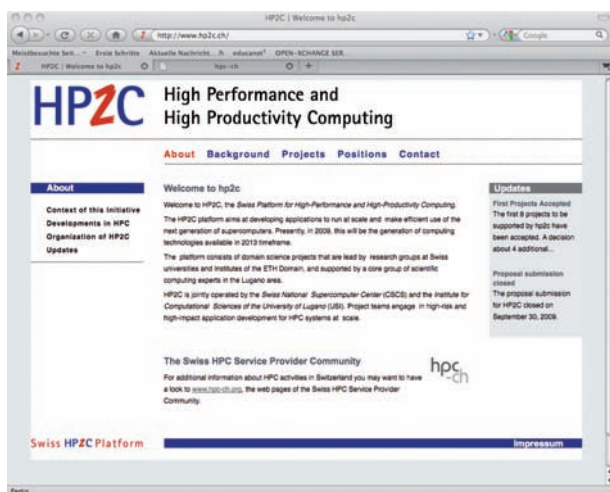 HP2C | Welcome to hp2c
http://www.hp2c.ch/
Google
Meistbesuchte Seit... Erste Schritte Aktuelle Nachricht... educanet² OPEN-XCHANGE SER...
HP2C | Welcome to hp2c hpc-ch
HP2C High Performance and
High Productivity Computing
About Background Projects Positions Contact
About
Context of this Initiative
Developments in HPC
Organization of HP2C
Updates
Welcome to hp2c
Welcome to HP2C, the Swiss Platform for High-Performance and High-Productivity Computing.
The HP2C platform aims at developing applications to run at scale and make efficient use of the
next generation of supercomputers. Presently, in 2009, this will be the generation of computing
technologies available in 2013 timeframe.
The platform consists of domain science projects that are lead by research groups at Swiss
universities and institutes of the ETH Domain, and supported by a core group of scientific
computing experts in the Lugano area.
HP2C is jointly operated by the Swiss National Supercomputer Center (CSCS) and the Institute for
Computational Sciences of the University of Lugano (USI). Project teams engage in high-risk and
high-impact application development for HPC systems at scale.
The Swiss HPC Service Provider Community
For additional information about HPC activities in Switzerland you may want to have
a look to www.hpc-ch.org, the web pages of the Swiss HPC Service Provider
Community.
hpc
-ch
Updates
First Projects Accepted
The first 8 projects to be
supported by hp2c have
been accepted. A decision
about 4 additional...
Proposal submission
closed
The proposal submission
for HP2C closed on
September 30, 2009.
Swiss HP2C Platform
Impressum
Fertig